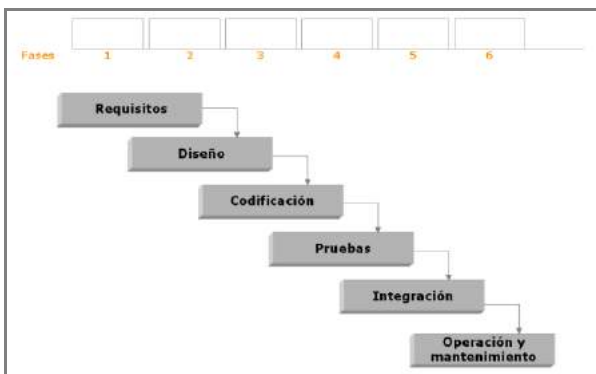 Fases 1 2 3 4 5 6
Requisitos
Diseño
Codificación
Pruebas
Integración
Operación y
mantenimiento